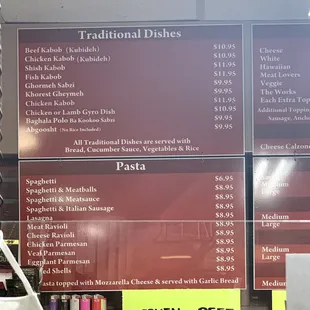 Traditional Dishes
Beef Kabob (Kubideh) $10.95
Chicken Kabob (Kubideh) $10.95
Shish Kabob $11.95
Fish Kabob $11.95
Ghormeh Sabzi $9.95
Khorest Gheymeh $9.95
Chicken Kabob $11.95
Chicken or Lamb Gyro Dish $10.95
Baghala Polo Ba Kookoo Sabzi $9.95
Abgoosht (No Rice Included) $9.95
All Traditional Dishes are served with
Bread, Cucumber Sauce, Vegetables & Rice
Pasta
Spaghetti $6.95
Spaghetti & Meatballs $8.95
Spaghetti & Meatsauce $8.95
Spaghetti & Italian Sausage $8.95
Lasagna $8.95
Meat Ravioli $8.95
Cheese Ravioli $8.95
Chicken Parmesan $8.95
Veal Parmesan $8.95
Eggplant Parmesan $8.95
Shells $8.95
Pasta topped with Mozzarella Cheese & served with Garlic Bread
Cheese
White
Hawaiian
Meat Lovers
Veggie
The Works
Each Extra Topp
Additional Topping
Sausage, Ancho
Cheese Calzone
Medium
Large
Medium
Large